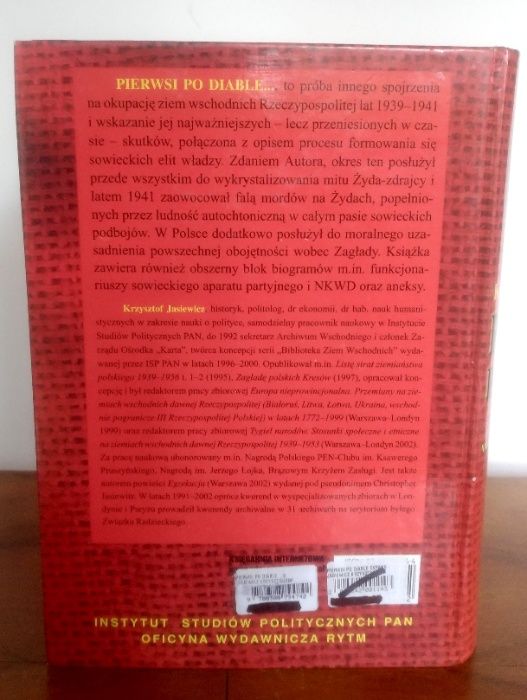 PIERWSI PO DIABLE... to próba innego spojrzenia
na okupację ziem wschodnich Rzeczypospolitej lat 1939–1941
i wskazanie jej najważniejszych – lecz przeniesionych w cza-
sie – skutków, połączona z opisem procesu formowania się
sowieckich elit władzy. Zdaniem Autora, okres ten posłużył
przede wszystkim do wykrystalizowania mitu Żyda-zdrajcy i
latem 1941 zaowocował falą mordów na Żydach, popełnio-
nych przez ludność autochtoniczną w całym pasie sowieckich
podbojów. W Polsce dodatkowo posłużył do moralnego uza-
sadnienia powszechnej obojętności wobec Zagłady. Książka
zawiera również obszerny blok biogramów m.in. funkcjona-
riuszy sowieckiego aparatu partyjnego i NKWD oraz aneksy.
Krzysztof Jasiewicz historyk, politolog, dr ekonomii, dr hab. nauk humani-
stycznych w zakresie nauki o polityce, samodzielny pracownik naukowy w Instytucie
Studiów Politycznych PAN, do 1992 sekretarz Archiwum Wschodniego i członek Za-
rządu Ośrodka „Karta", twórca koncepcji serii „Biblioteka Ziem Wschodnich" wyda-
wanej przez ISP PAN w latach 1996–2000. Opublikował m.in. Listę strat ziemiaństwa
polskiego 1939–1956 t. 1–2 (1995), Zagładę polskich Kresów (1997), opracował kon-
cepcję i był redaktorem pracy zbiorowej Europa nieprowincjonalna. Przemiany na zie-
miach wschodnich dawnej Rzeczypospolitej (Białoruś, Litwa, Łotwa, Ukraina, wschod-
nie pogranicze III Rzeczypospolitej Polskiej) w latach 1772–1999 (Warszawa–Londyn
1999) oraz redaktorem pracy zbiorowej Tygiel narodów. Stosunki społeczne i etniczne
na ziemiach wschodnich dawnej Rzeczypospolitej 1939–1953 (Warszawa–Londyn 2002).
Za pracę naukową uhonorowany m.in. Nagrodą Polskiego PEN-Clubu im. Ksawerego
Pruszyńskiego, Nagrodą im. Jerzego Łojka, Brązowym Krzyżem Zasługi. Jest także
autorem powieści Egzekucja (Warszawa 2002) wydanej pod pseudonimem Christopher
W latach 1991–2002 oprócz kwerend w wyspecjalizowanych zbiorach w Lon-
dynie i Paryżu prowadził kwerendy archiwalne w 31 archiwach na terytorium byłego
Związku Radzieckiego.
KSIĘGARNIA INTERNETOWA
INSTYTUT STUDIÓW POLITYCZNYCH PAN
OFICYNA WYDAWNICZA RYTM